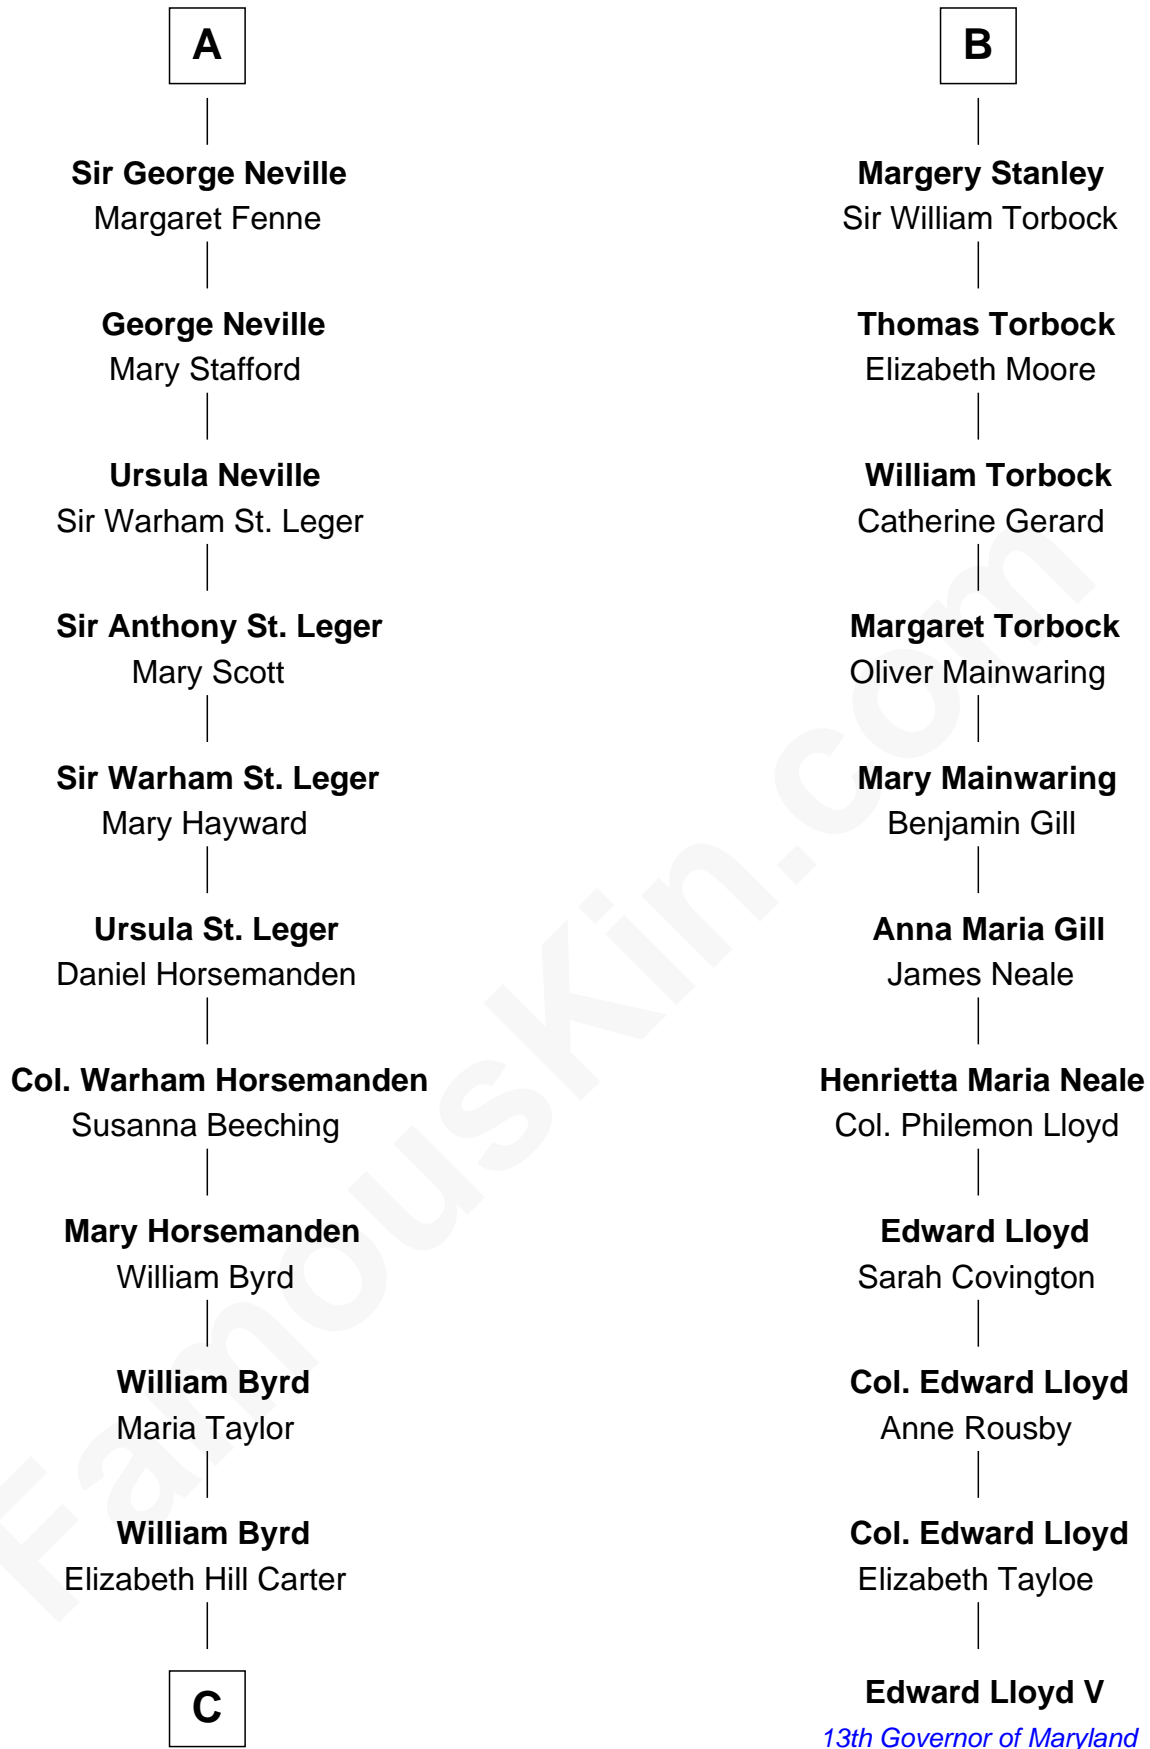 A
Sir George Neville
Margaret Fenne
George Neville
Mary Stafford
Ursula Neville
Sir Warham St. Leger
Sir Anthony St. Leger
Mary Scott
Sir Warham St. Leger
Mary Hayward
Ursula St. Leger
Daniel Horsemanden
Col. Warham Horsemanden
Susanna Beeching
Mary Horsemanden
William Byrd
William Byrd
Maria Taylor
William Byrd
Elizabeth Hill Carter
C
B
Margery Stanley
Sir William Torbock
Thomas Torbock
Elizabeth Moore
William Torbock
Catherine Gerard
Margaret Torbock
Oliver Mainwaring
Mary Mainwaring
Benjamin Gill
Anna Maria Gill
James Neale
Henrietta Maria Neale
Col. Philemon Lloyd
Edward Lloyd
Sarah Covington
Col. Edward Lloyd
Anne Rousby
Col. Edward Lloyd
Elizabeth Tayloe
Edward Lloyd V
13th Governor of Maryland
FamousKin.com